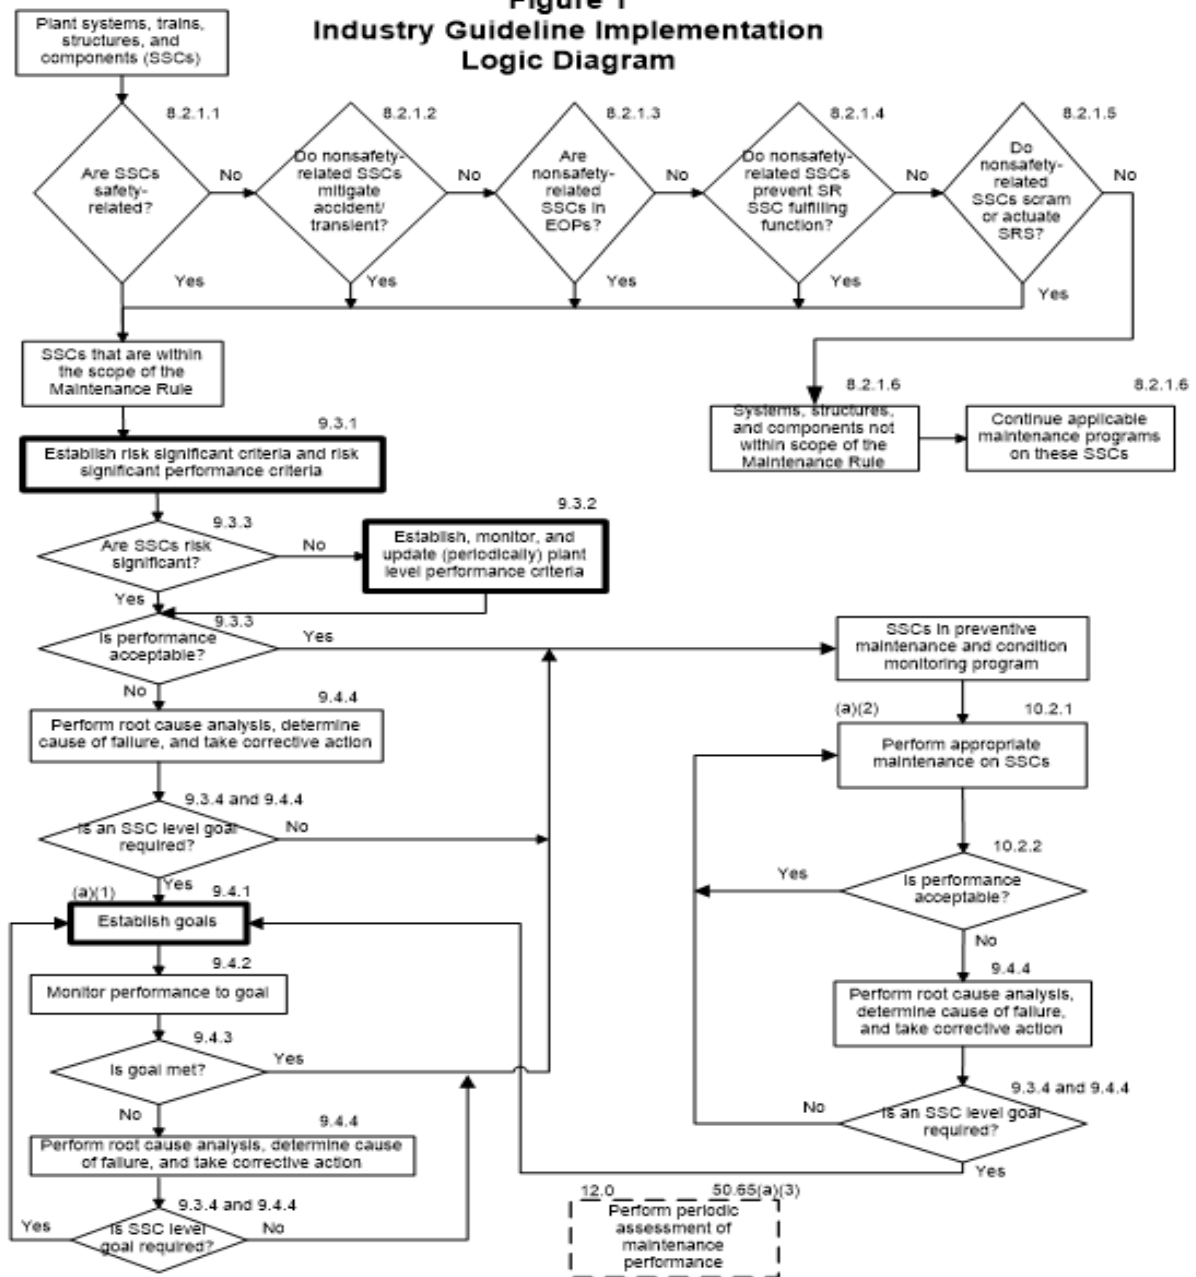 Figure 1
Industry Guideline Implementation
Logic Diagram
Plant systems, trains,
structures, and
components (SSCs)
8.2.1.1
8.2.1.2
8.2.1.3
8.2.1.4
8.2.1.5
Are SSCs
safety-
related?
No
Do nonsafety-
related SSCs
mitigate
accident/
transient?
No
Are
nonsafety-
related
SSCs in
EOPs?
No
Do nonsafety-
related SSCs
prevent SR
SSC fulfilling
function?
No
Do
nonsafety-
related
SSCs scram
or actuate
SRS?
No
Yes
Yes
Yes
Yes
Yes
SSCs that are within
the scope of the
Maintenance Rule
8.2.1.6
8.2.1.6
Systems, structures,
and components not
within scope of the
Maintenance Rule
Continue applicable
maintenance programs
on these SSCs
9.3.1
Establish risk significant criteria and risk
significant performance criteria
9.3.3
Are SSCs risk
significant?
No
9.3.2
Establish, monitor, and
update (periodically) plant
level performance criteria
Yes
9.3.3
Is performance
acceptable?
Yes
SSCs in preventive
maintenance and condition
monitoring program
No
9.4.4
Perform root cause analysis, determine
cause of failure, and take corrective action
(a)(2)
10.2.1
Perform appropriate
maintenance on SSCs
9.3.4 and 9.4.4
Is an SSC level goal
required?
No
10.2.2
Is performance
acceptable?
Yes
No
Yes
(a)(1)
9.4.1
Establish goals
9.4.2
Monitor performance to goal
9.4.4
Perform root cause analysis,
determine cause of failure,
and take corrective action
9.4.3
Is goal met?
Yes
No
9.3.4 and 9.4.4
Is an SSC level goal
required?
No
Yes
9.4.4
Perform root cause analysis, determine cause
of failure, and take corrective action
9.3.4 and 9.4.4
Is SSC level
goal required?
Yes
No
12.0
50.65(a)(3)
Perform periodic
assessment of
maintenance
performance